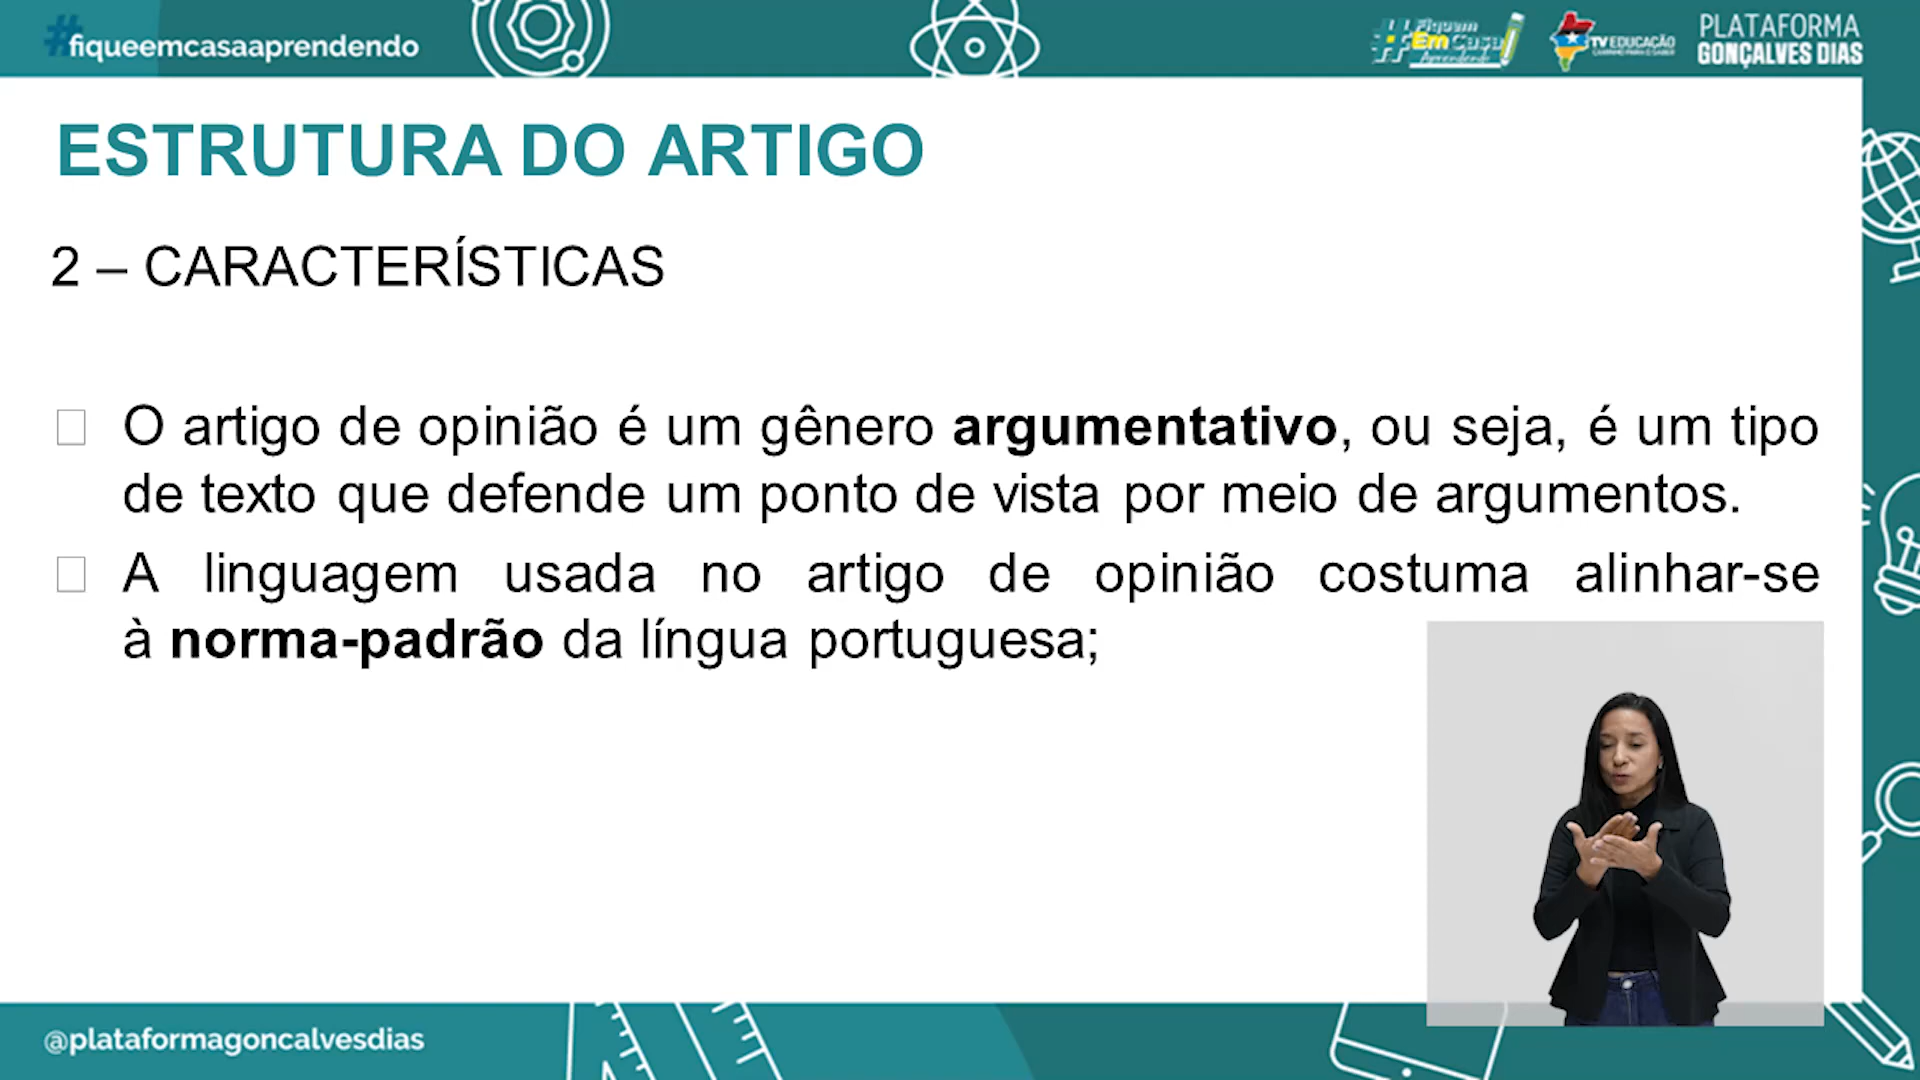 #fiqueemcasaaprendendo
#Fiquem
Em Casa
Aprendendo
TV EDUCAÇÃO
PLATAFORMA
GONÇALVES DIAS
ESTRUTURA DO ARTIGO
2 – CARACTERÍSTICAS
O artigo de opinião é um gênero argumentativo, ou seja, é um tipo
de texto que defende um ponto de vista por meio de argumentos.
A linguagem usada no artigo de opinião costuma alinhar-se
à norma-padrão da língua portuguesa;
@plataformagoncalvesdias